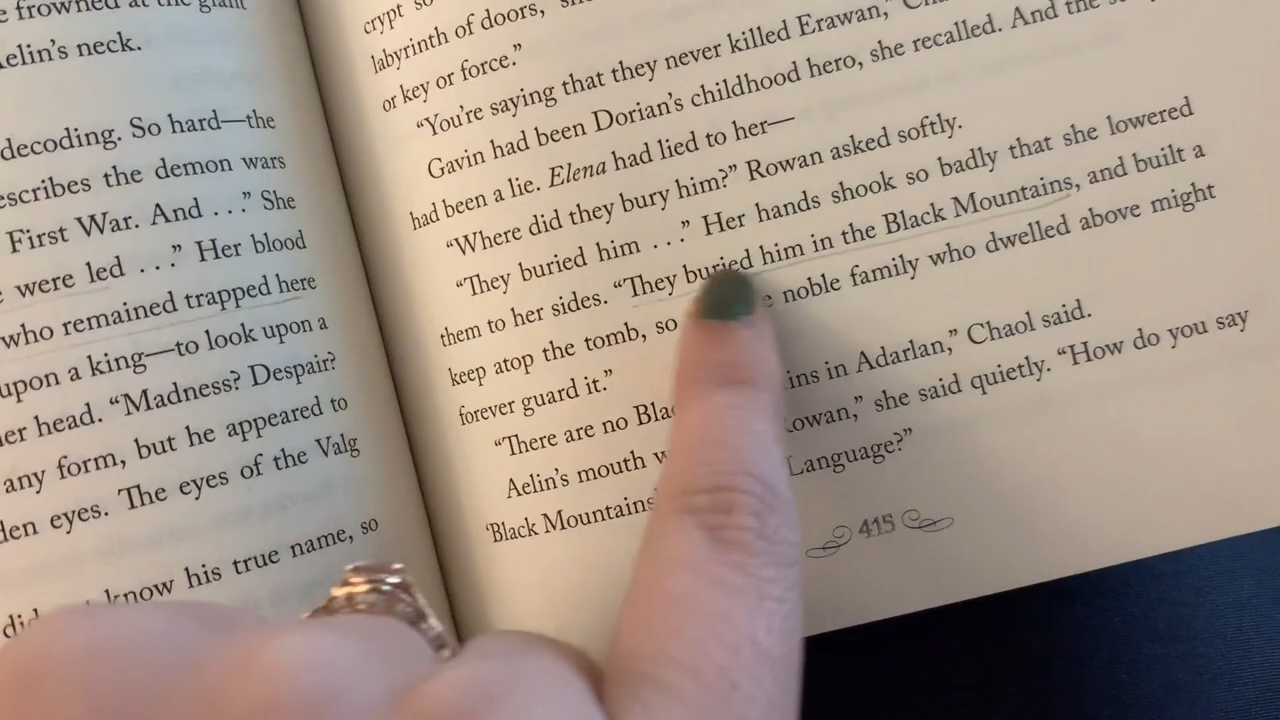 frowned at the giant
elin's neck.
decoding. So hard—the
scribes the demon wars
First War. And . . ." She
were led . . ." Her blood
who remained trapped here
upon a king—to look upon a
her head. "Madness? Despair?
any form, but he appeared to
den eyes. The eyes of the Valg
know his true name, so
crypt so
labyrinth of doors,
or key or force."
"You're saying that they never killed Erawan,"
Gavin had been Dorian's childhood hero, she recalled. And the
had been a lie. Elena had lied to her—
"Where did they bury him?" Rowan asked softly.
"They buried him . . ." Her hands shook so badly that she lowered
them to her sides. "They buried him in the Black Mountains, and built a
keep atop the tomb, so noble family who dwelled above might
forever guard it."
"There are no Bla ins in Adarlan," Chaol said.
Aelin's mouth owan," she said quietly. "How do you say
'Black Mountains Language?"
415